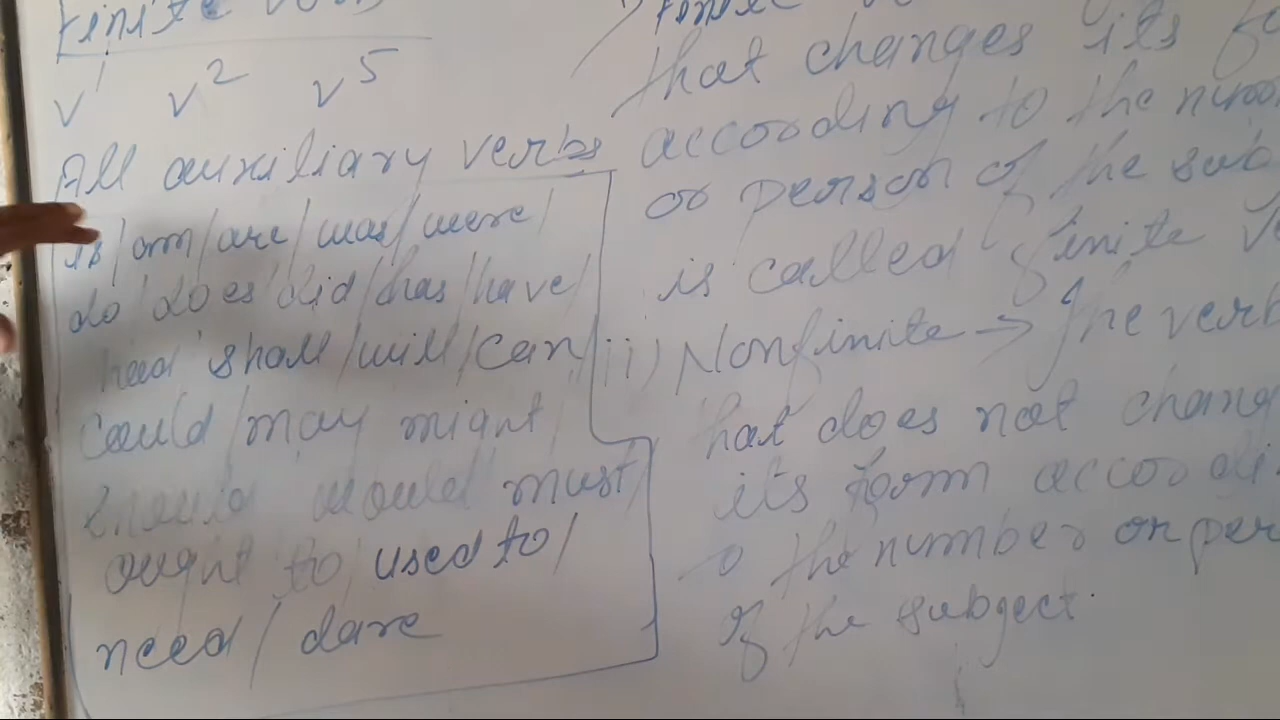 finite verb
v1 v2 v5
All auxiliary verbs
is/am/are/was/were/
do/does/did/has/have/
had/shall/will/can/
could/may/might/
should would must/
ought to/used to/
need/dare
that changes its
according to the
or person of the
is called finite
ii) Nonfinite → The verb
that does not
its form
to the number or
of the subject.